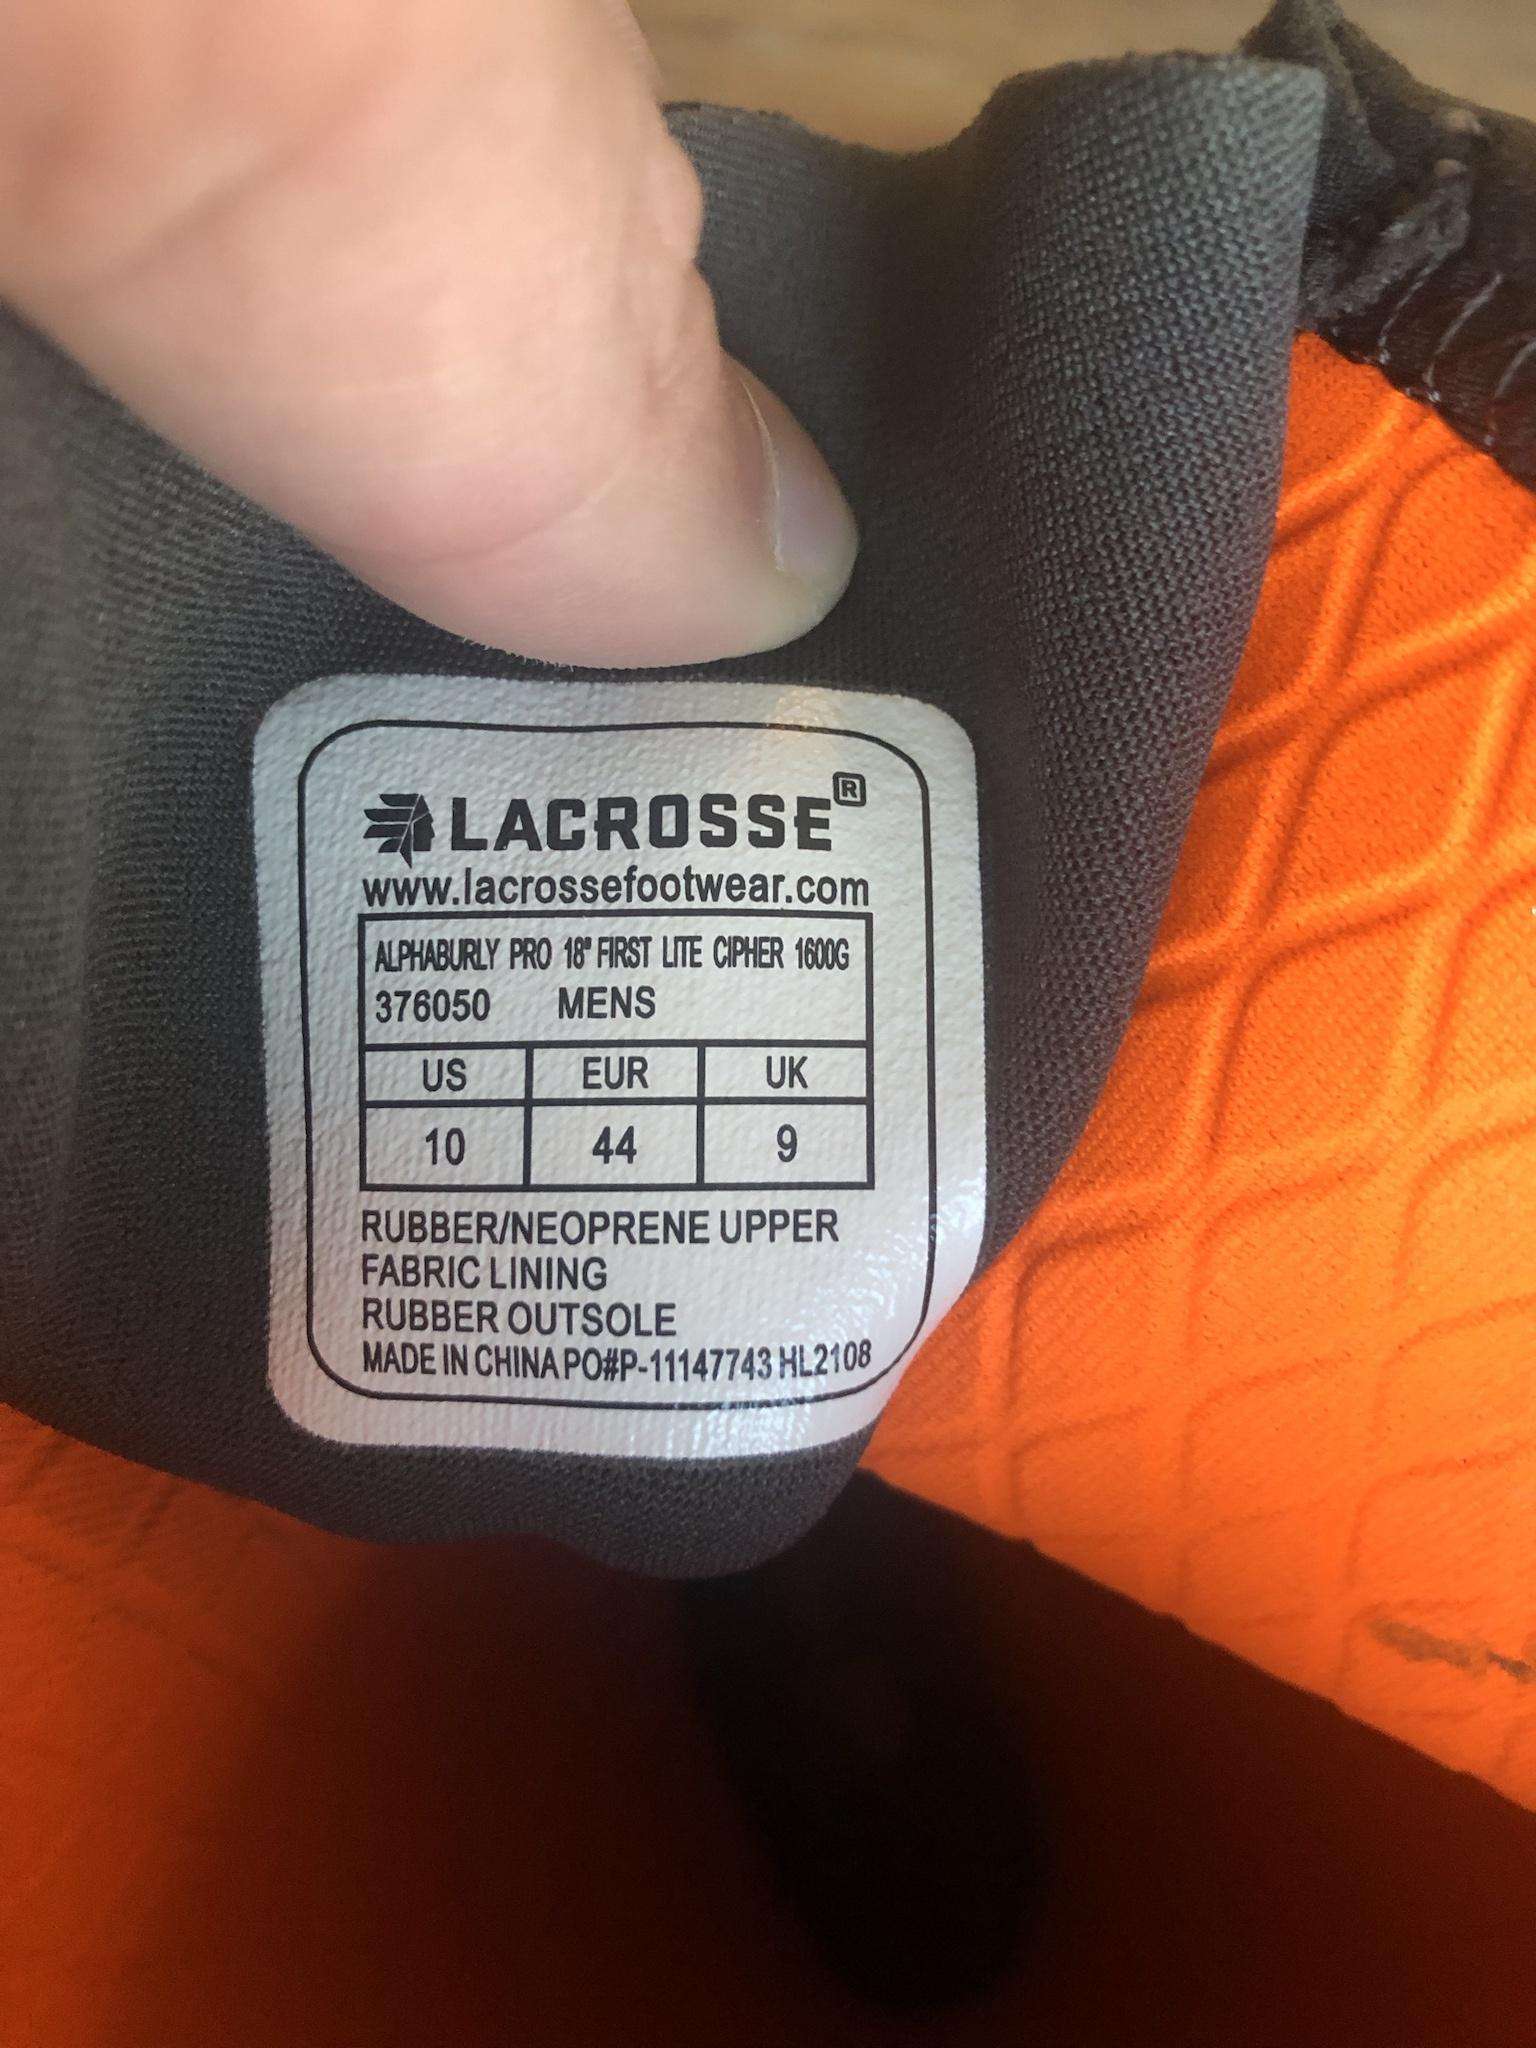 LACROSSE®
www.lacrossefootwear.com
ALPHABURLY PRO 18" FIRST LITE CIPHER 1600G
376050 MENS
US EUR UK
10 44 9
RUBBER/NEOPRENE UPPER
FABRIC LINING
RUBBER OUTSOLE
MADE IN CHINA PO#P-11147743 HL2108